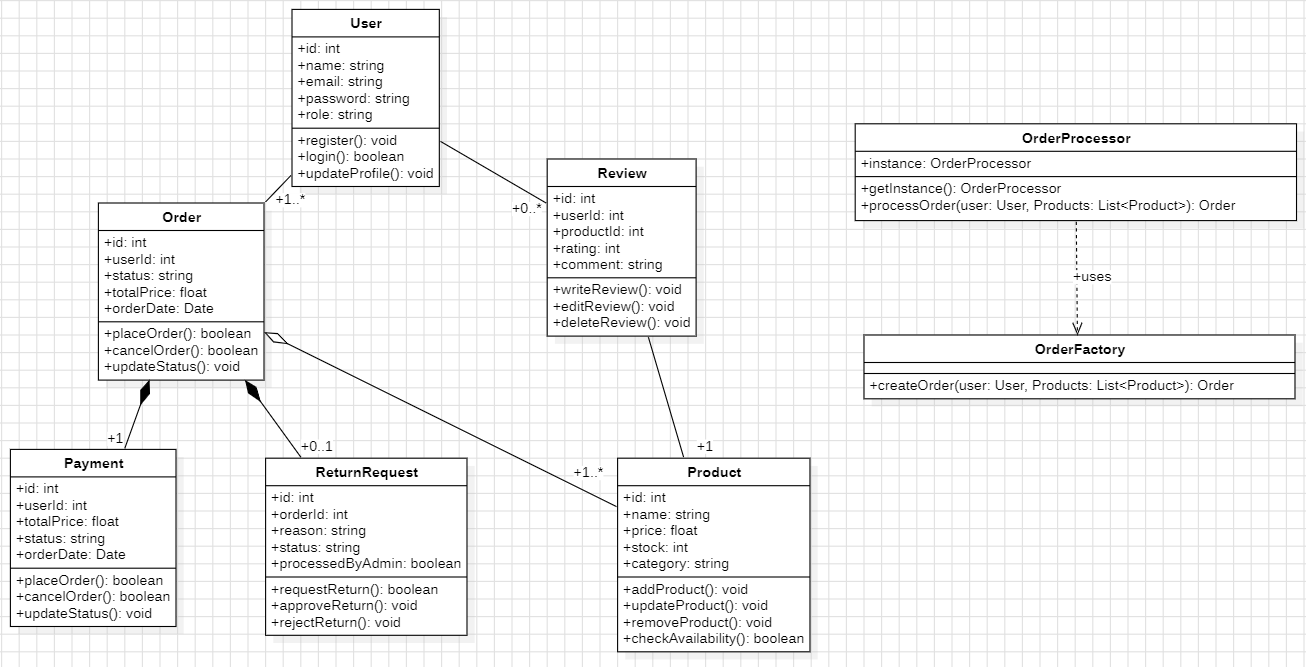 User
+id: int
+name: string
+email: string
+password: string
+role: string
+register(): void
+login(): boolean
+updateProfile(): void
+1..*
+0..*
Order
+id: int
+userId: int
+status: string
+totalPrice: float
+orderDate: Date
+placeOrder(): boolean
+cancelOrder(): boolean
+updateStatus(): void
Review
+id: int
+userId: int
+productId: int
+rating: int
+comment: string
+writeReview(): void
+editReview(): void
+deleteReview(): void
OrderProcessor
+instance: OrderProcessor
+getInstance(): OrderProcessor
+processOrder(user: User, Products: List<Product>): Order
+uses
OrderFactory
+createOrder(user: User, Products: List<Product>): Order
+1
+0..1
+1..*
+1
Payment
+id: int
+userId: int
+totalPrice: float
+status: string
+orderDate: Date
+placeOrder(): boolean
+cancelOrder(): boolean
+updateStatus(): void
ReturnRequest
+id: int
+orderId: int
+reason: string
+status: string
+processedByAdmin: boolean
+requestReturn(): boolean
+approveReturn(): void
+rejectReturn(): void
Product
+id: int
+name: string
+price: float
+stock: int
+category: string
+addProduct(): void
+updateProduct(): void
+removeProduct(): void
+checkAvailability(): boolean